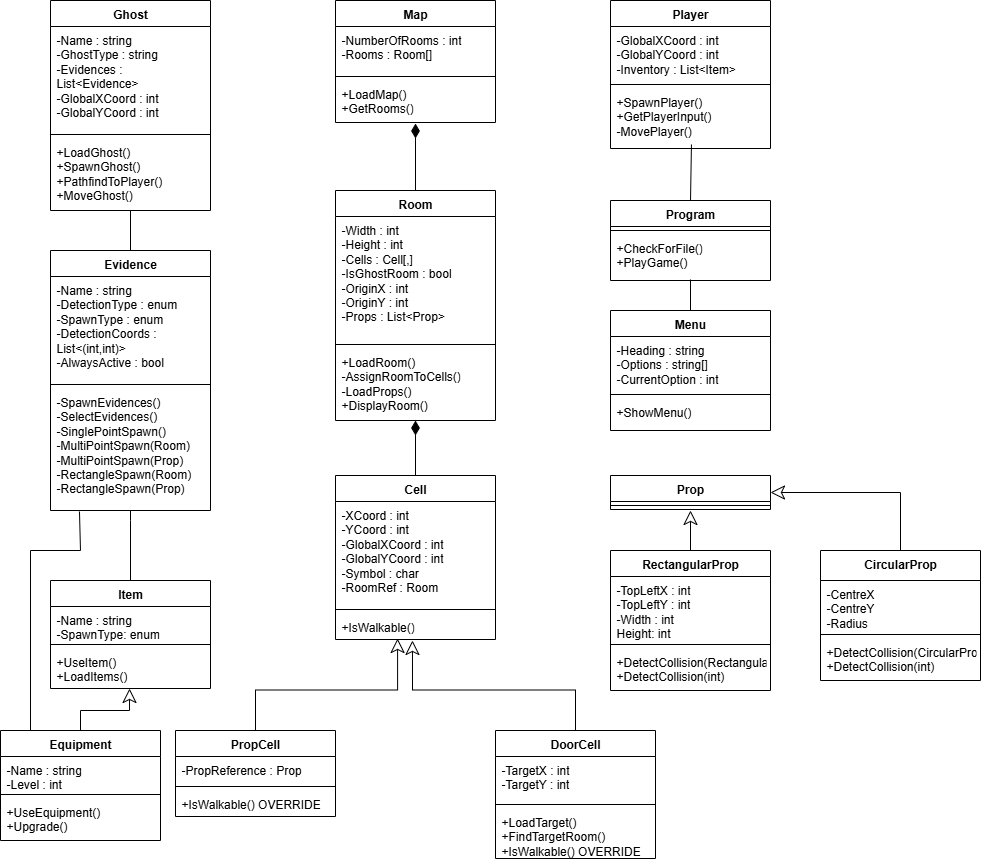 Ghost
-Name : string
-GhostType : string
-Evidences :
List<Evidence>
-GlobalXCoord : int
-GlobalYCoord : int
+LoadGhost()
+SpawnGhost()
+PathfindToPlayer()
+MoveGhost()
Evidence
-Name : string
-DetectionType : enum
-SpawnType : enum
-DetectionCoords :
List<(int,int)>
-AlwaysActive : bool
-SpawnEvidences()
-SelectEvidences()
-SinglePointSpawn()
-MultiPointSpawn(Room)
-MultiPointSpawn(Prop)
-RectangleSpawn(Room)
-RectangleSpawn(Prop)
Item
-Name : string
-SpawnType: enum
+UseItem()
+LoadItems()
Equipment
-Name : string
-Level : int
+UseEquipment()
+Upgrade()
Map
-NumberOfRooms : int
-Rooms : Room[]
+LoadMap()
+GetRooms()
Room
-Width : int
-Height : int
-Cells : Cell[,]
-IsGhostRoom : bool
-OriginX : int
-OriginY : int
-Props : List<Prop>
+LoadRoom()
-AssignRoomToCells()
-LoadProps()
+DisplayRoom()
Cell
-XCoord : int
-YCoord : int
-GlobalXCoord : int
-GlobalYCoord : int
-Symbol : char
-RoomRef : Room
+IsWalkable()
PropCell
-PropReference : Prop
+IsWalkable() OVERRIDE
DoorCell
-TargetX : int
-TargetY : int
+LoadTarget()
+FindTargetRoom()
+IsWalkable() OVERRIDE
Player
-GlobalXCoord : int
-GlobalYCoord : int
-Inventory : List<Item>
+SpawnPlayer()
+GetPlayerInput()
-MovePlayer()
Program
+CheckForFile()
+PlayGame()
Menu
-Heading : string
-Options : string[]
-CurrentOption : int
+ShowMenu()
Prop
RectangularProp
-TopLeftX : int
-TopLeftY : int
-Width : int
Height: int
+DetectCollision(Rectangula
+DetectCollision(int)
CircularProp
-CentreX
-CentreY
-Radius
+DetectCollision(CircularPro
+DetectCollision(int)